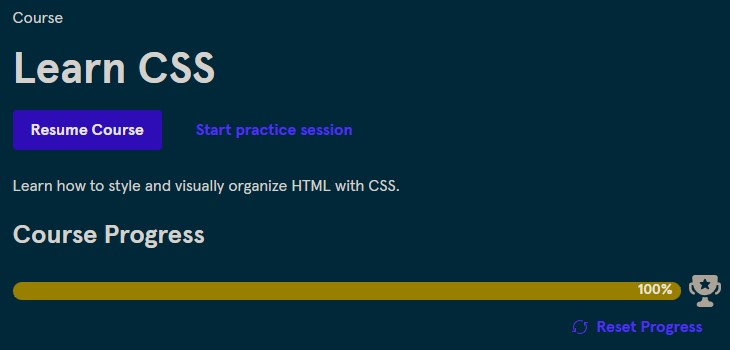 Course
Learn CSS
Resume Course
Start practice session
Learn how to style and visually organize HTML with CSS.
Course Progress
100%
Reset Progress